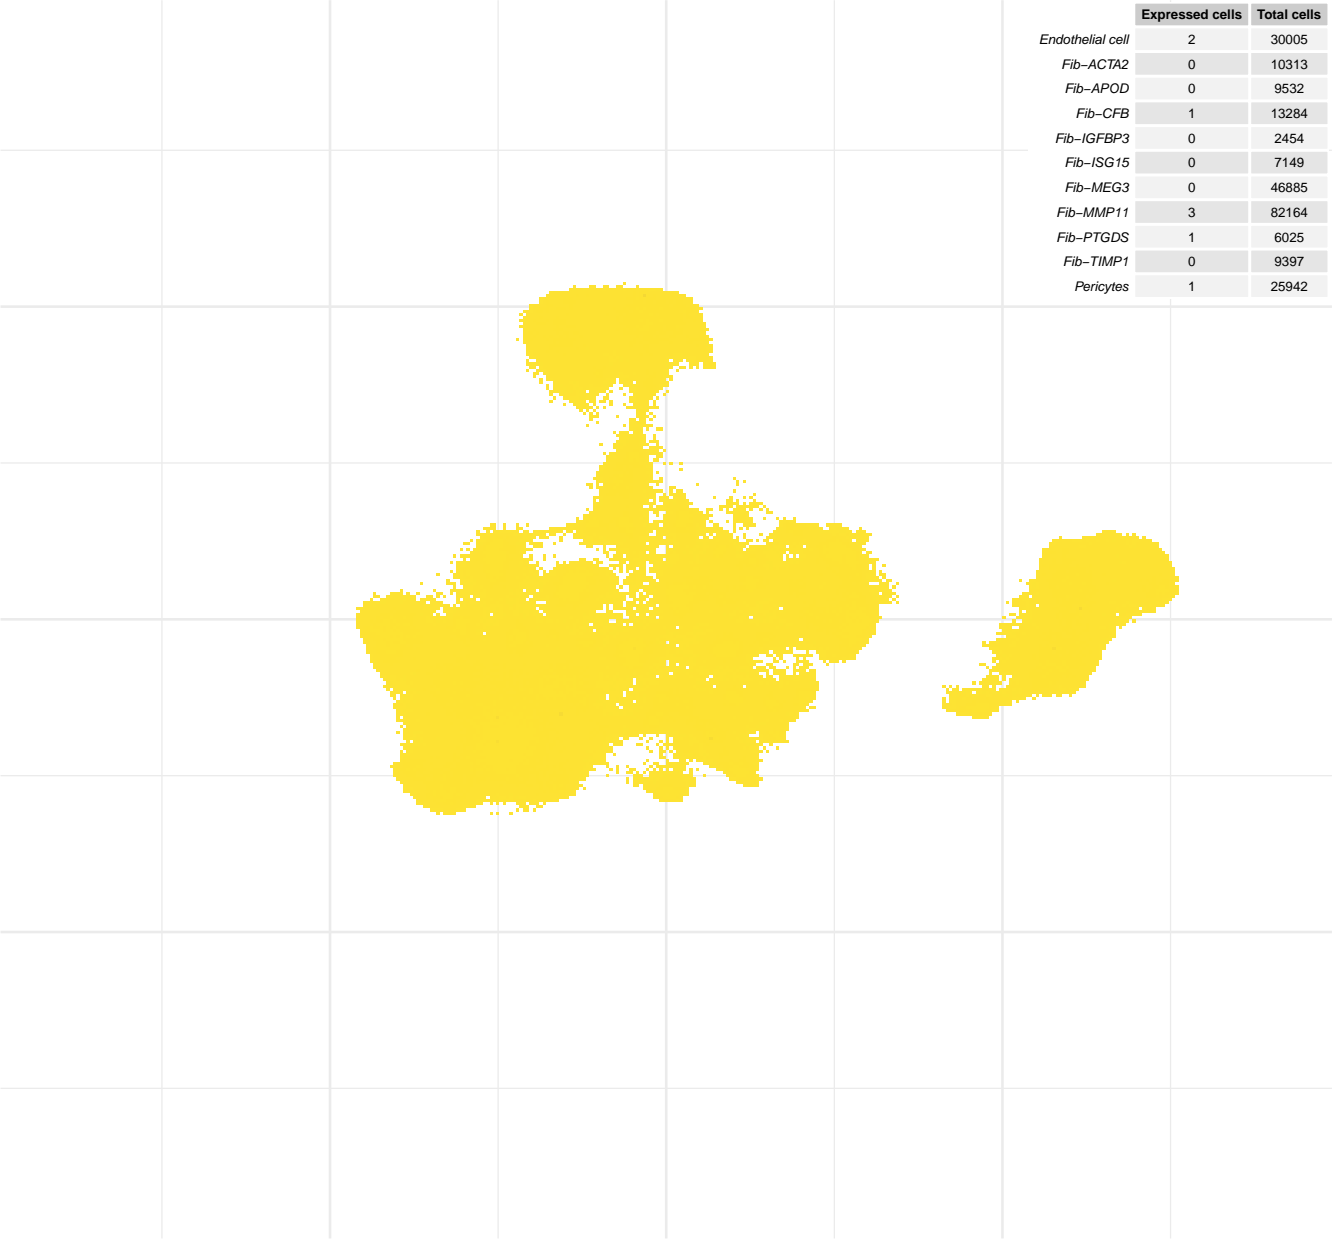 Expressed cells Total cells
Endothelial cell 2 30005
Fib−ACTA2 0 10313
Fib−APOD 0 9532
Fib−CFB 1 13284
Fib−IGFBP3 0 2454
Fib−ISG15 0 7149
Fib−MEG3 0 46885
Fib−MMP11 3 82164
Fib−PTGDS 1 6025
Fib−TIMP1 0 9397
Pericytes 1 25942